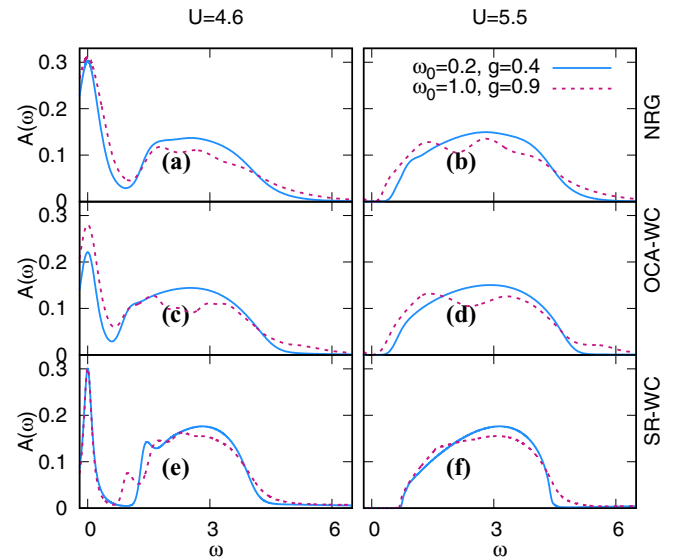 U=4.6 U=5.5
0.3
0.2
0.1
0
A(ω)
(a)
ω₀=0.2, g=0.4
ω₀=1.0, g=0.9
(b)
NRG
0.3
0.2
0.1
0
A(ω)
(c)
(d)
OCA-WC
0.3
0.2
0.1
0
A(ω)
(e)
(f)
SR-WC
0 3 6 0 3 6
ω ω